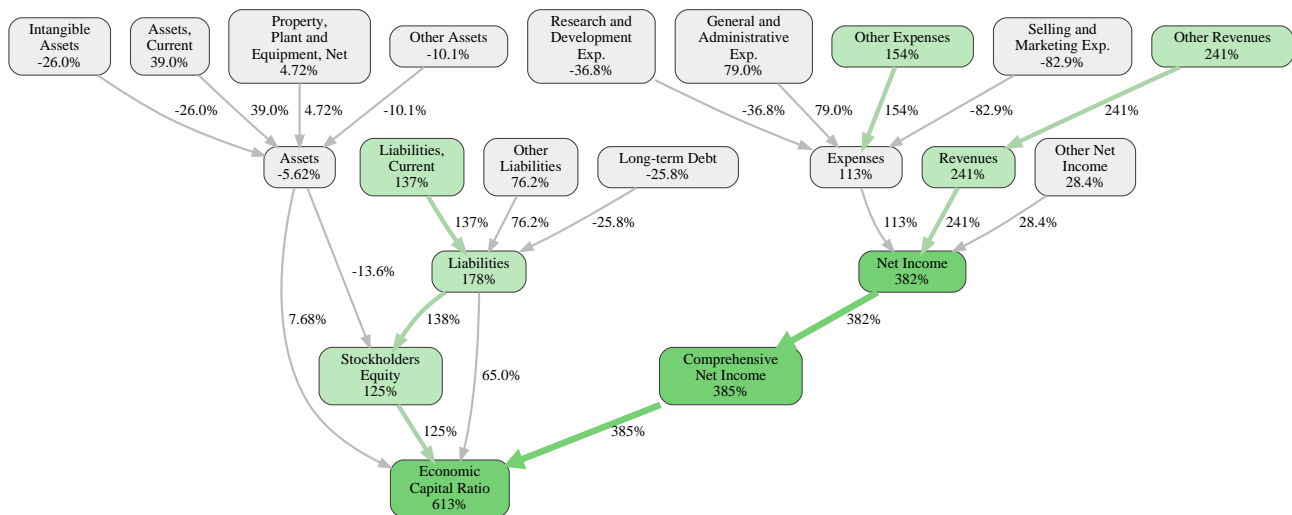 Intangible
Assets
-26.0%
Assets,
Current
39.0%
Property,
Plant and
Equipment, Net
4.72%
Other Assets
-10.1%
Research and
Development
Exp.
-36.8%
General and
Administrative
Exp.
79.0%
Other Expenses
154%
Selling and
Marketing Exp.
-82.9%
Other Revenues
241%
-26.0%
39.0%
4.72%
-10.1%
-36.8%
79.0%
154%
-82.9%
241%
Assets
-5.62%
Liabilities,
Current
137%
Other
Liabilities
76.2%
Long-term Debt
-25.8%
Expenses
113%
Revenues
241%
Other Net
Income
28.4%
137%
76.2%
-25.8%
113%
241%
28.4%
-13.6%
Liabilities
178%
Net Income
382%
7.68%
138%
65.0%
382%
Stockholders
Equity
125%
Comprehensive
Net Income
385%
125%
385%
Economic
Capital Ratio
613%